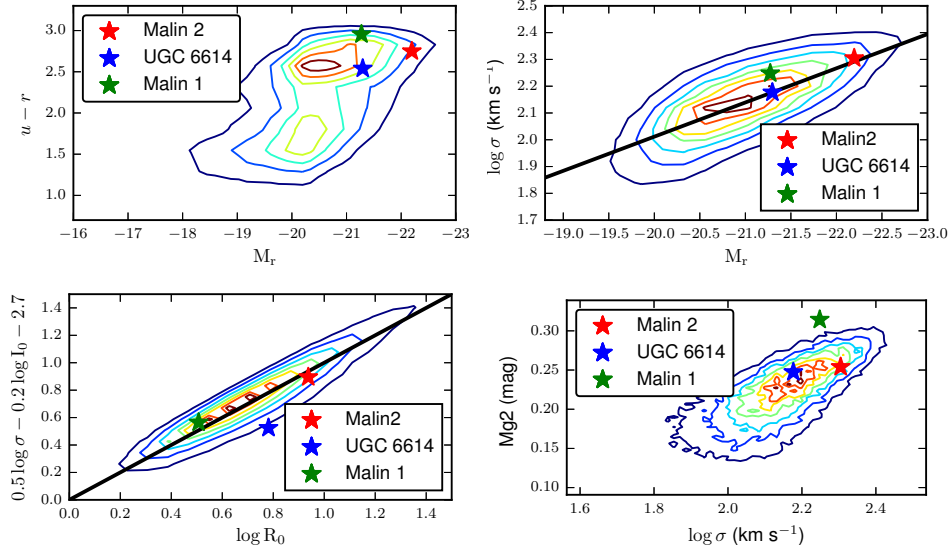 Malin 2
UGC 6614
Malin 1
3.0
2.5
2.0
1.5
1.0
u − r
−16 −17 −18 −19 −20 −21 −22 −23
M_r
2.5
2.4
2.3
2.2
2.1
2.0
1.9
1.8
1.7
log σ (km s⁻¹)
Malin2
UGC 6614
Malin 1
−19.0 −19.5 −20.0 −20.5 −21.0 −21.5 −22.0 −22.5 −23.0
M_r
1.4
1.2
1.0
0.8
0.6
0.4
0.2
0.0
0.5 log σ − 0.2 log I₀ − 2.7
Malin2
UGC 6614
Malin 1
0.0 0.2 0.4 0.6 0.8 1.0 1.2 1.4
log R₀
Malin 2
UGC 6614
Malin 1
0.30
0.25
0.20
0.15
0.10
Mg2 (mag)
1.6 1.8 2.0 2.2 2.4
log σ (km s⁻¹)